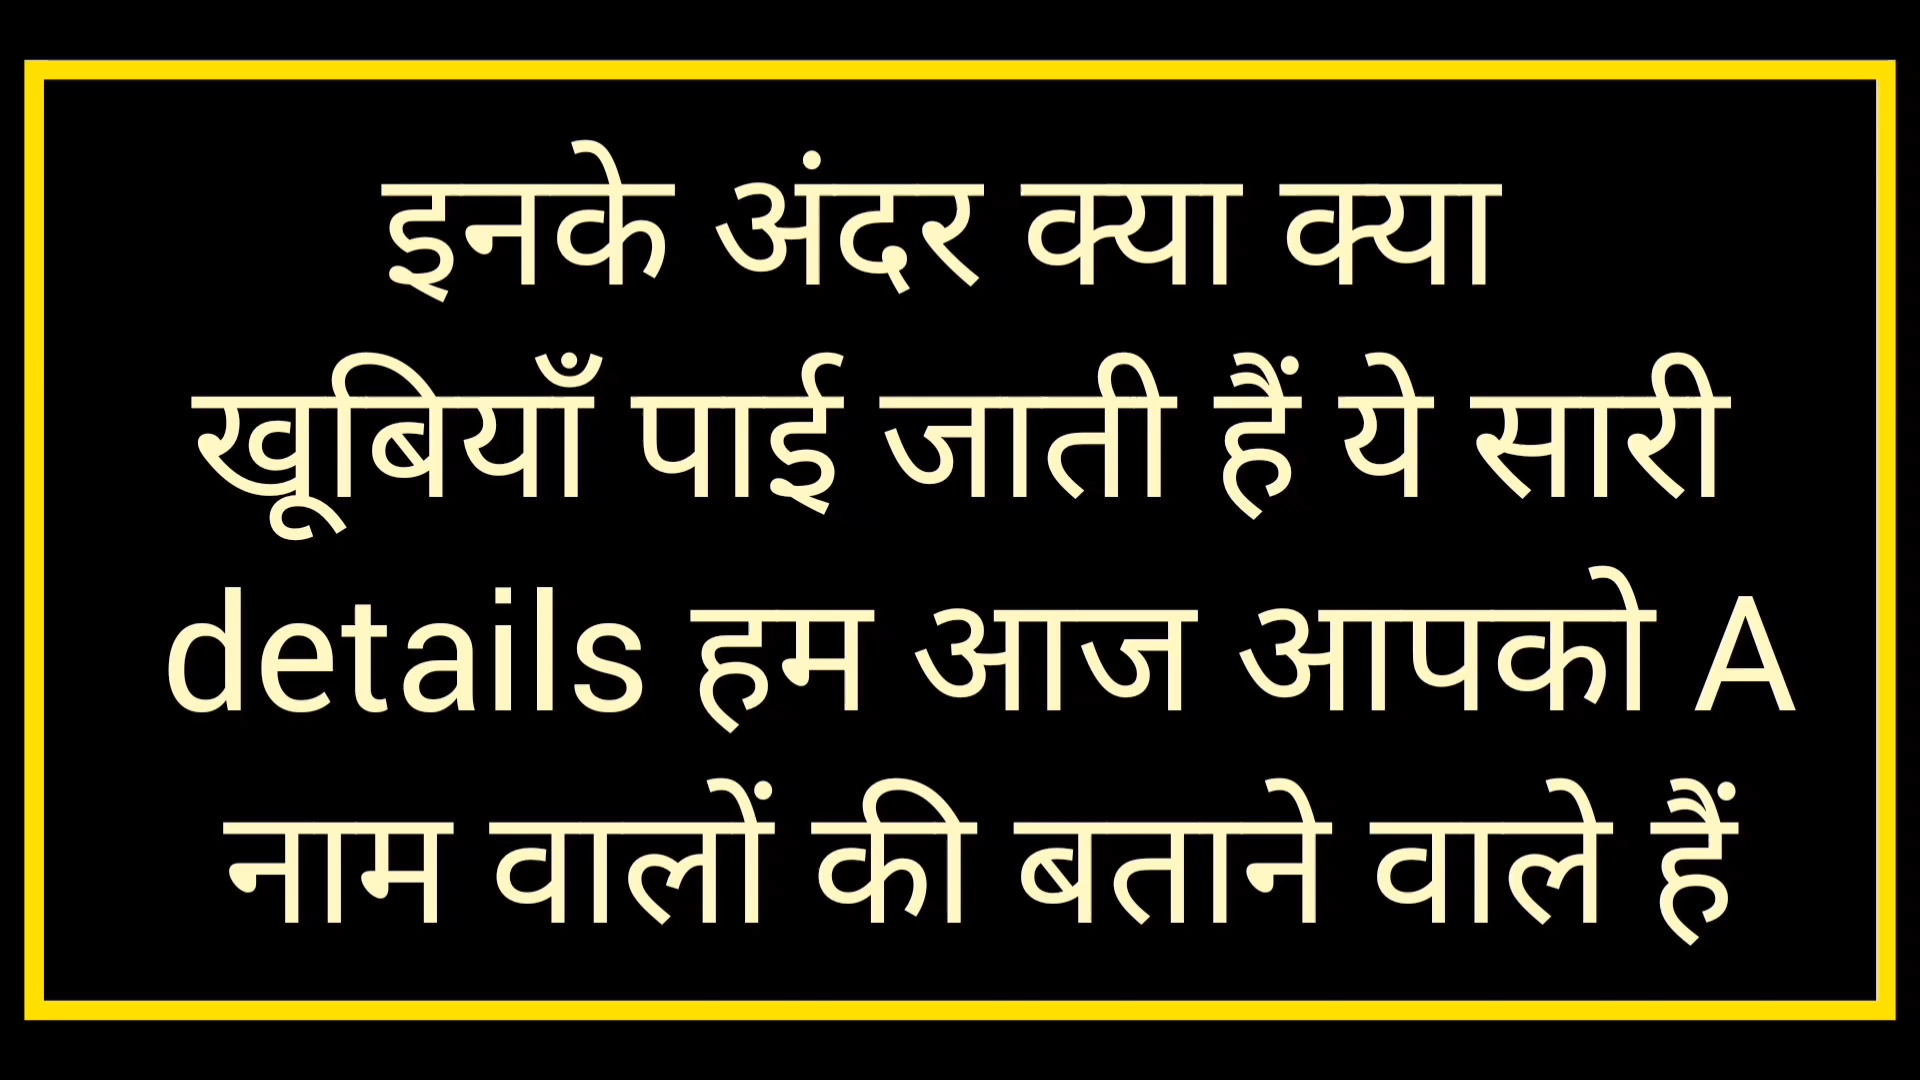 इनके अंदर क्या क्या
खूबियाँ पाई जाती हैं ये सारी
details हम आज आपको A
नाम वालों की बताने वाले हैं